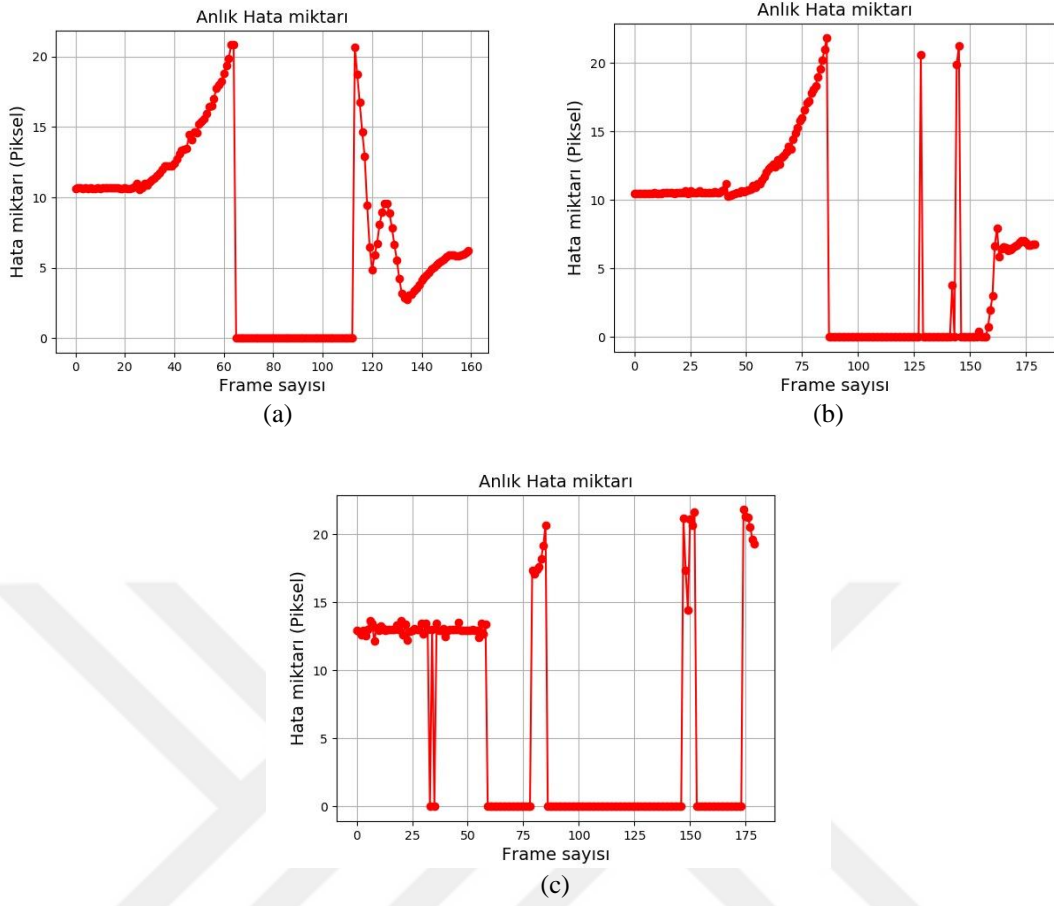 Anlık Hata miktarı
Hata miktarı (Piksel)
20
15
10
5
0
0 20 40 60 80 100 120 140 160
Frame sayısı
(a)
Anlık Hata miktarı
Hata miktarı (Piksel)
20
15
10
5
0
0 25 50 75 100 125 150 175
Frame sayısı
(b)
Anlık Hata miktarı
Hata miktarı (Piksel)
20
15
10
5
0
0 25 50 75 100 125 150 175
Frame sayısı
(c)